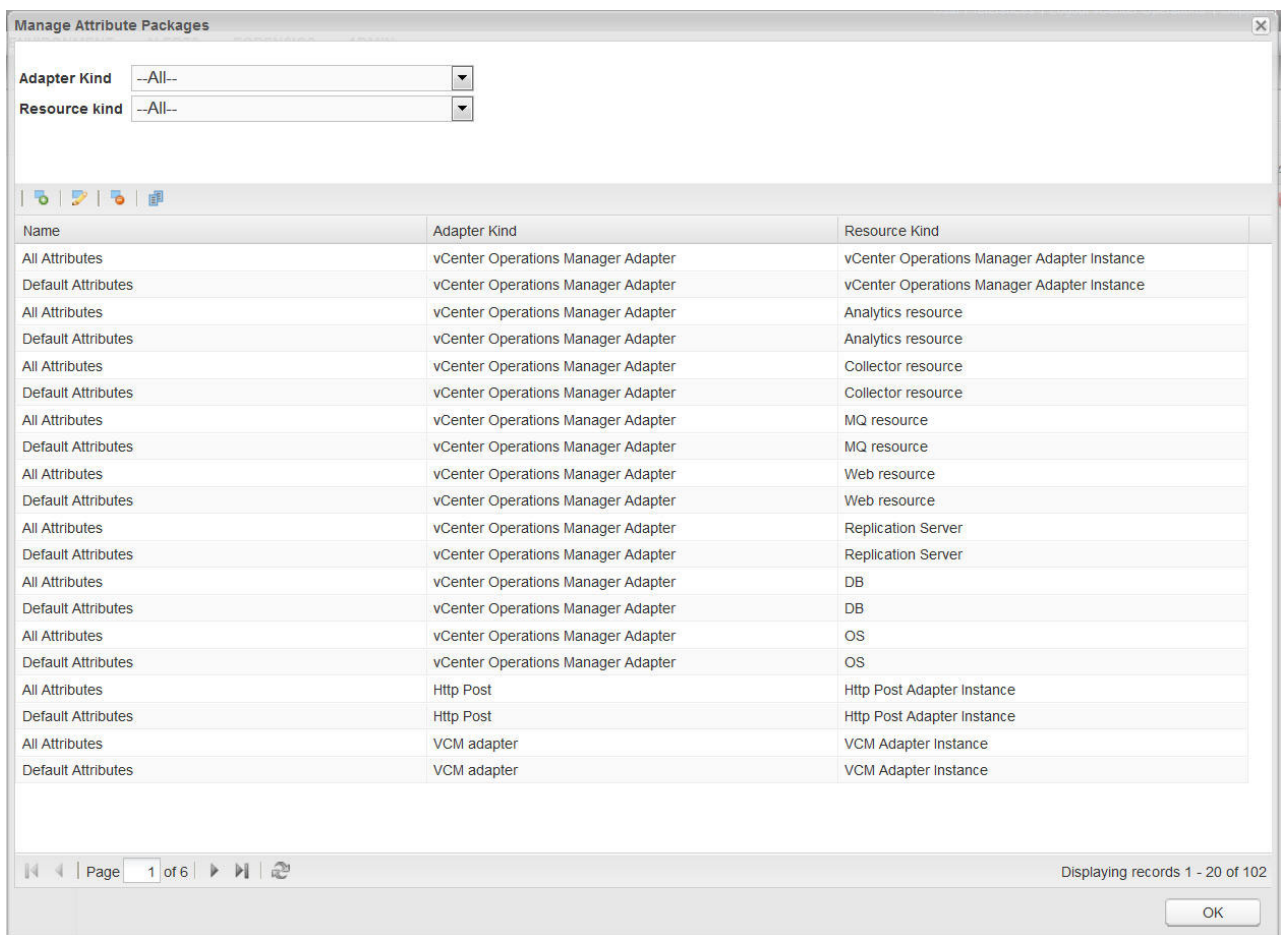 Manage Attribute Packages
Adapter Kind --All--
Resource kind --All--
Name Adapter Kind Resource Kind
All Attributes vCenter Operations Manager Adapter vCenter Operations Manager Adapter Instance
Default Attributes vCenter Operations Manager Adapter vCenter Operations Manager Adapter Instance
All Attributes vCenter Operations Manager Adapter Analytics resource
Default Attributes vCenter Operations Manager Adapter Analytics resource
All Attributes vCenter Operations Manager Adapter Collector resource
Default Attributes vCenter Operations Manager Adapter Collector resource
All Attributes vCenter Operations Manager Adapter MQ resource
Default Attributes vCenter Operations Manager Adapter MQ resource
All Attributes vCenter Operations Manager Adapter Web resource
Default Attributes vCenter Operations Manager Adapter Web resource
All Attributes vCenter Operations Manager Adapter Replication Server
Default Attributes vCenter Operations Manager Adapter Replication Server
All Attributes vCenter Operations Manager Adapter DB
Default Attributes vCenter Operations Manager Adapter DB
All Attributes vCenter Operations Manager Adapter OS
Default Attributes vCenter Operations Manager Adapter OS
All Attributes Http Post Http Post Adapter Instance
Default Attributes Http Post Http Post Adapter Instance
All Attributes VCM adapter VCM Adapter Instance
Default Attributes VCM adapter VCM Adapter Instance
Page 1 of 6 Displaying records 1 - 20 of 102
OK